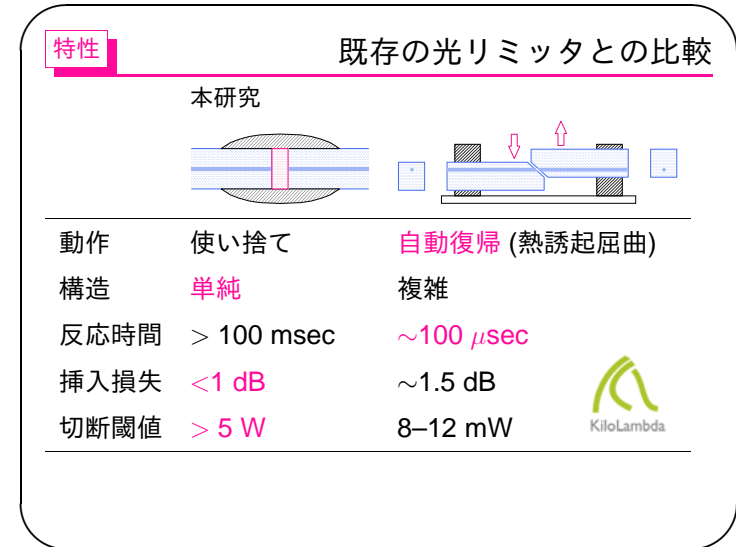 特性
既存の光リミッタとの比較
本研究
動作 使い捨て 自動復帰 (熱誘起屈曲)
構造 単純 複雑
反応時間 > 100 msec ∼100 μsec
挿入損失 <1 dB ∼1.5 dB
切断閾値 > 5 W 8–12 mW
KiloLambda